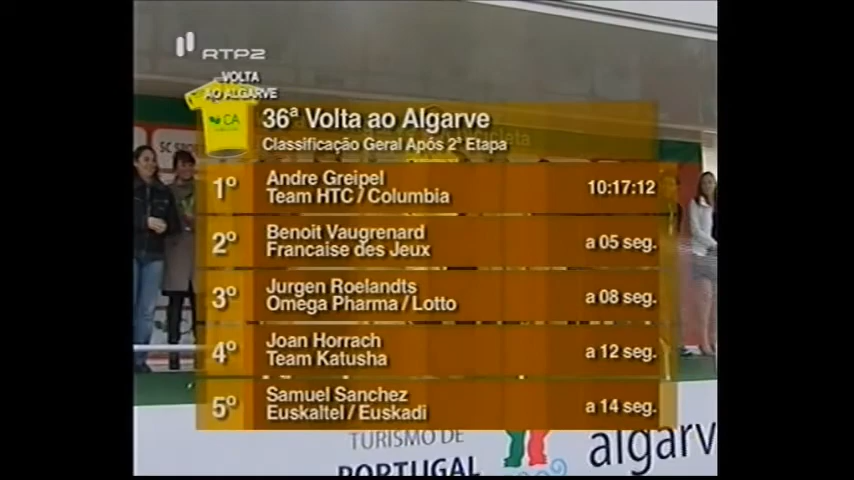 RTP2
VOLTA
AO ALGARVE
CA
36ª Volta ao Algarve
Classificação Geral Após 2ª Etapa
1º
Andre Greipel
Team HTC / Columbia
10:17:12
2º
Benoit Vaugrenard
Francaise des Jeux
a 05 seg.
3º
Jurgen Roelandts
Omega Pharma / Lotto
a 08 seg.
4º
Joan Horrach
Team Katusha
a 12 seg.
5º
Samuel Sanchez
Euskaltel / Euskadi
a 14 seg.
TURISMO DE
PORTUGAL
algarv